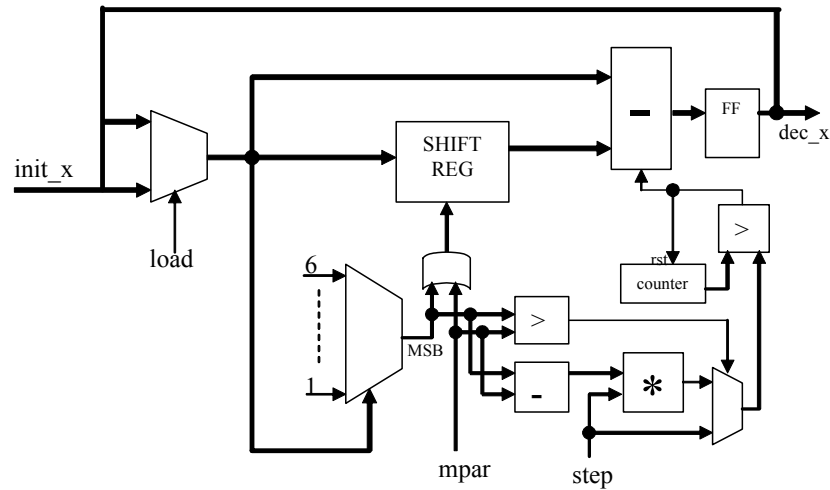 FF
dec_x
SHIFT
REG
init_x
>
-
load
rst
counter
6
MSB
>
1
-
*
mpar
step
-